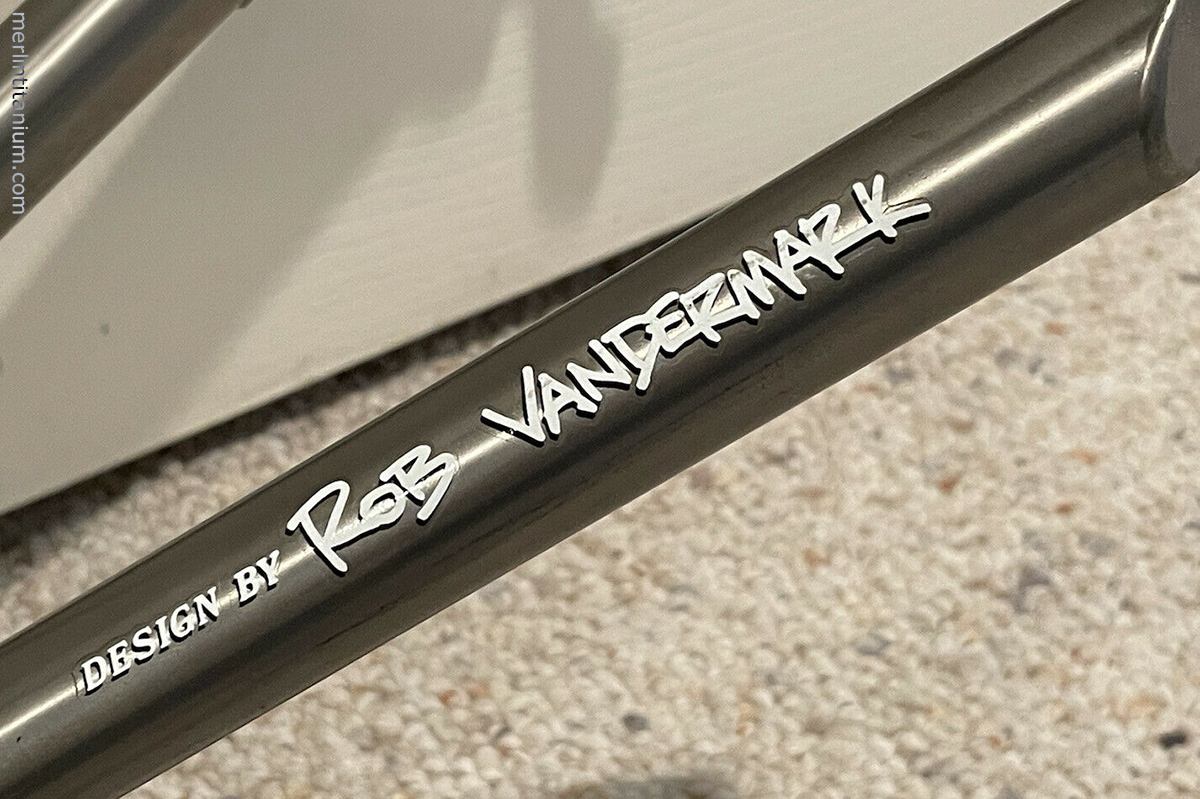 merlintitanium.com
DESIGN BY ROB VANDERMARK